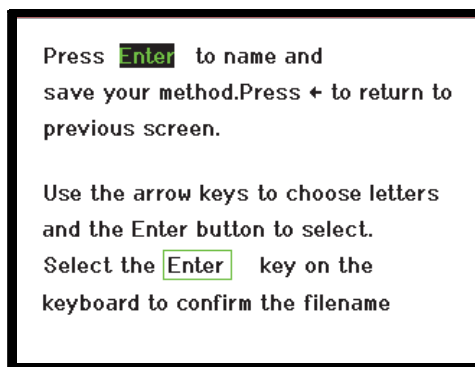 Press Enter to name and
save your method.Press ← to return to
previous screen.
Use the arrow keys to choose letters
and the Enter button to select.
Select the Enter key on the
keyboard to confirm the filename